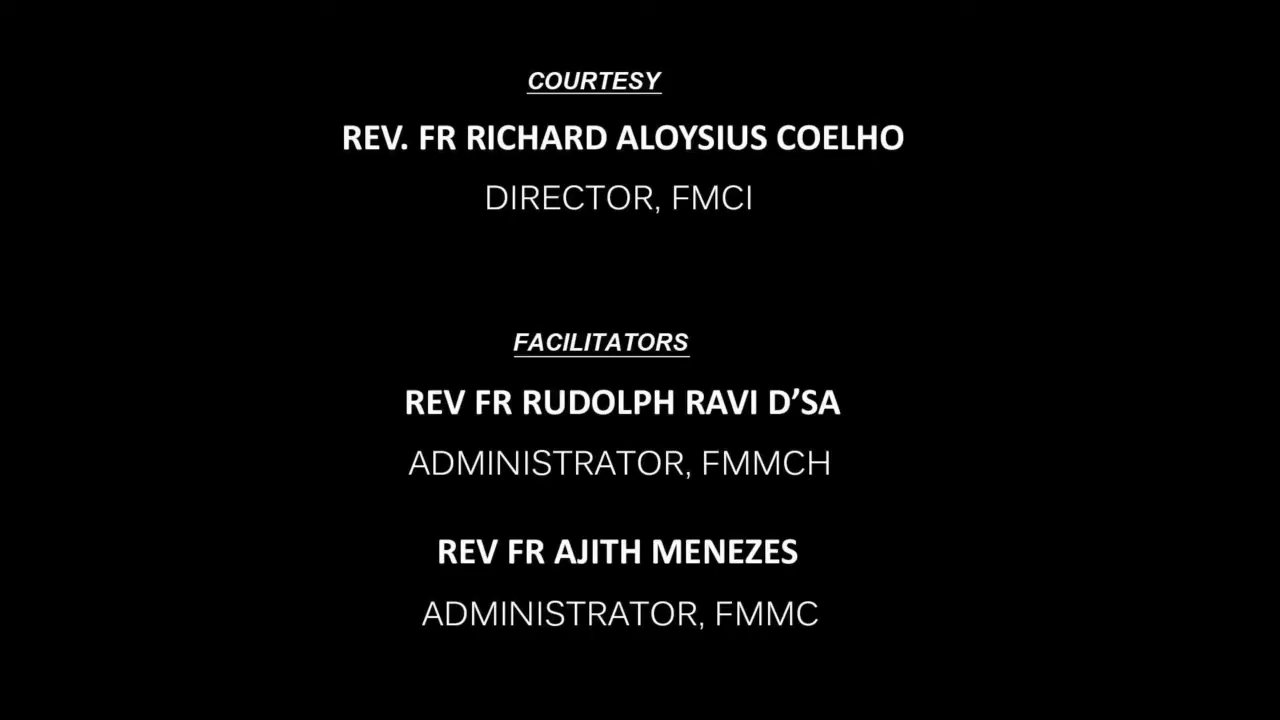 COURTESY
REV. FR RICHARD ALOYSIUS COELHO
DIRECTOR, FMCI
FACILITATORS
REV FR RUDOLPH RAVI D’SA
ADMINISTRATOR, FMMCH
REV FR AJITH MENEZES
ADMINISTRATOR, FMMC